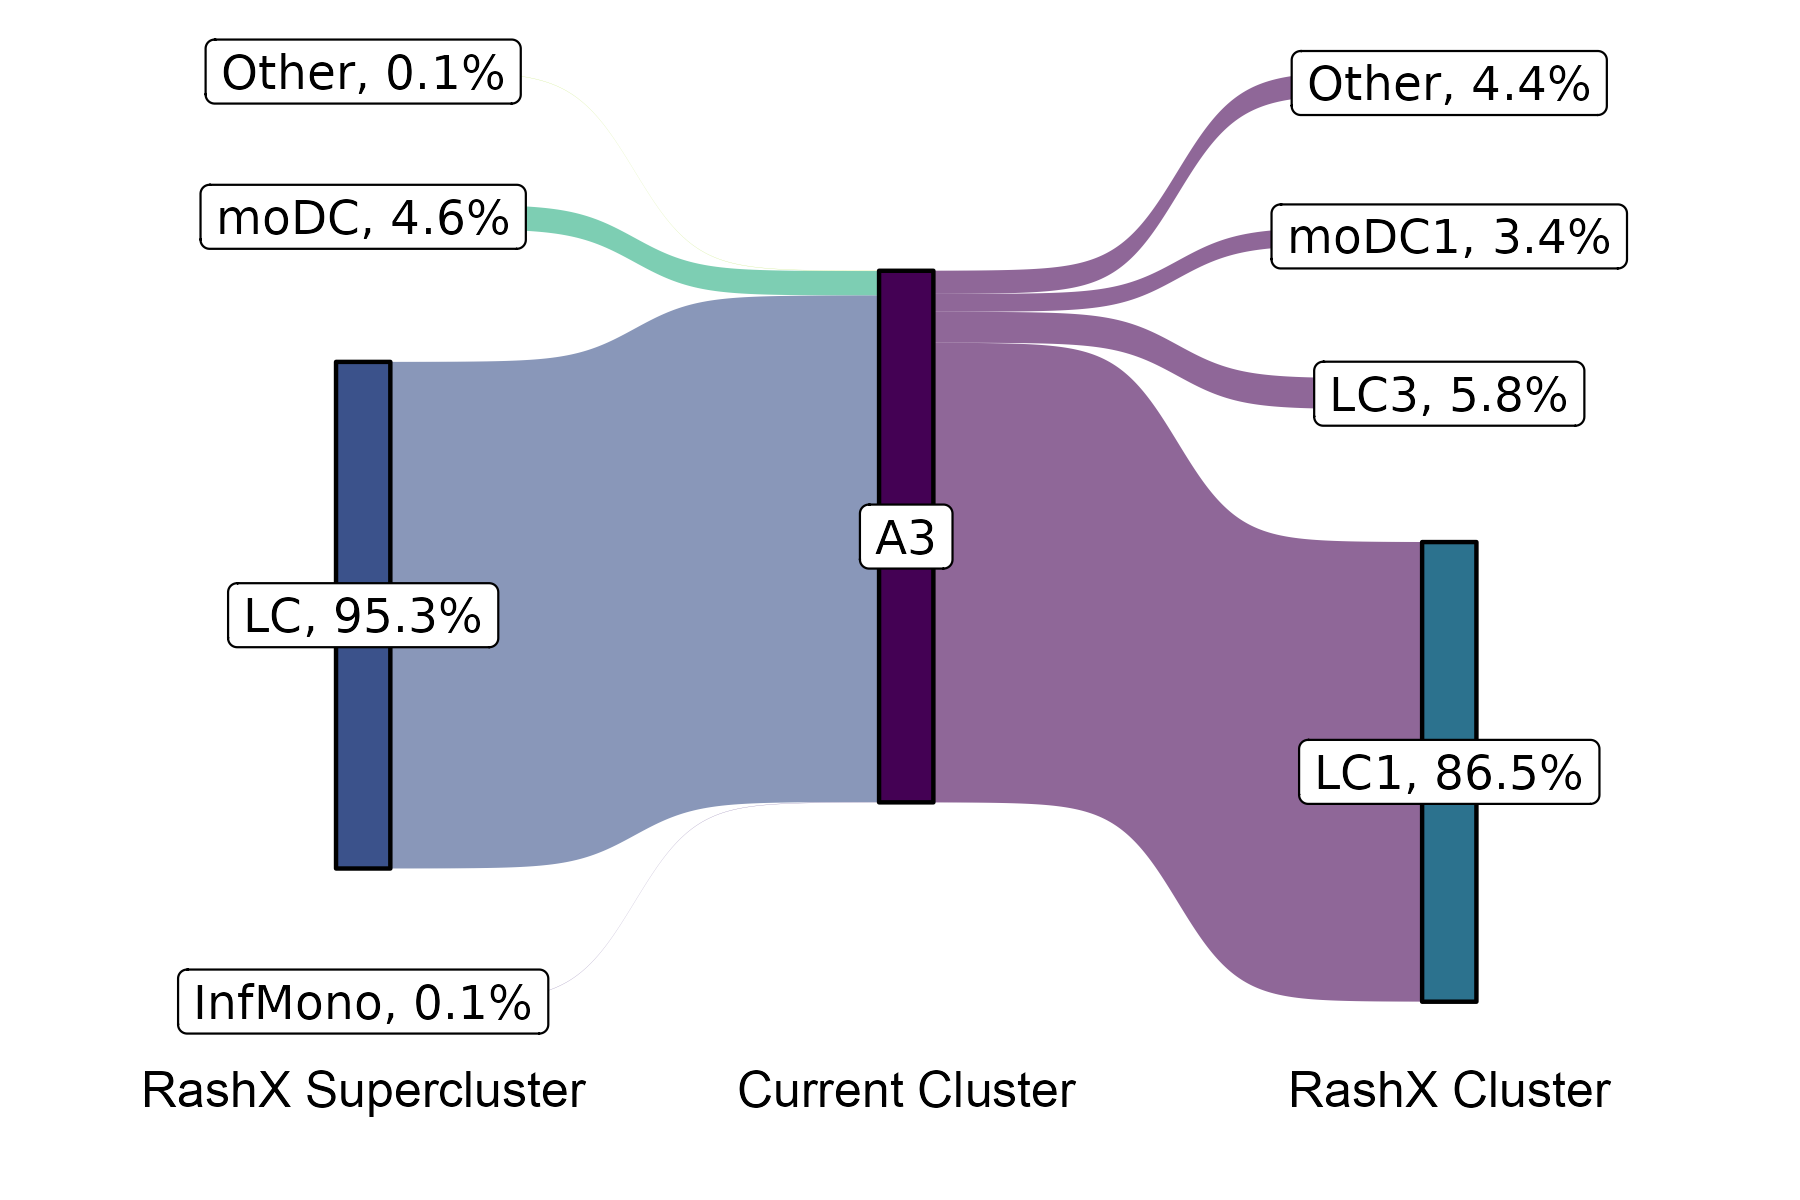 Other, 0.1%
moDC, 4.6%
LC, 95.3%
InfMono, 0.1%
A3
Other, 4.4%
moDC1, 3.4%
LC3, 5.8%
LC1, 86.5%
RashX Supercluster
Current Cluster
RashX Cluster